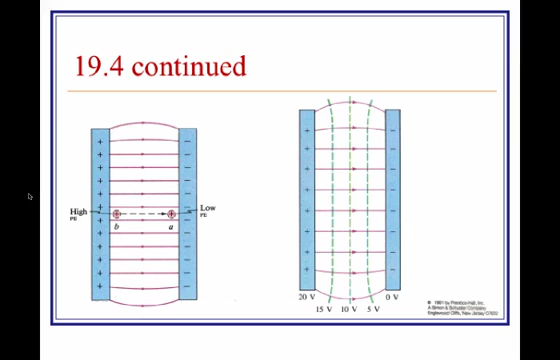 19.4 continued
High
PE
b
a
Low
PE
20 V
15 V
10 V
5 V
0 V
© 1991 by Prentice-Hall, Inc.
A Simon & Schuster Company
Englewood Cliffs, New Jersey 07632